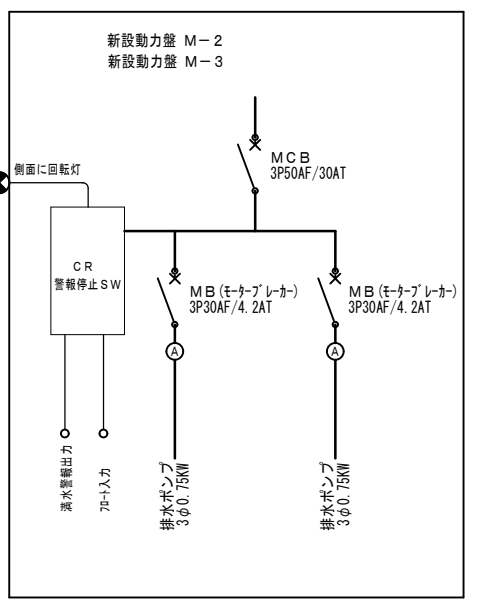 新設動力盤 M－2
新設動力盤 M－3
MCB
3P50AF/30AT
側面に回転灯
CR
警報停止SW
MB(ﾓｰﾀｰﾌﾞﾚｰｶｰ)
3P30AF/4.2AT
MB(ﾓｰﾀｰﾌﾞﾚｰｶｰ)
3P30AF/4.2AT
A
A
満水警報出力
ﾌﾛｰﾄ入力
排水ポンプ
3φ0.75KW
排水ポンプ
3φ0.75KW